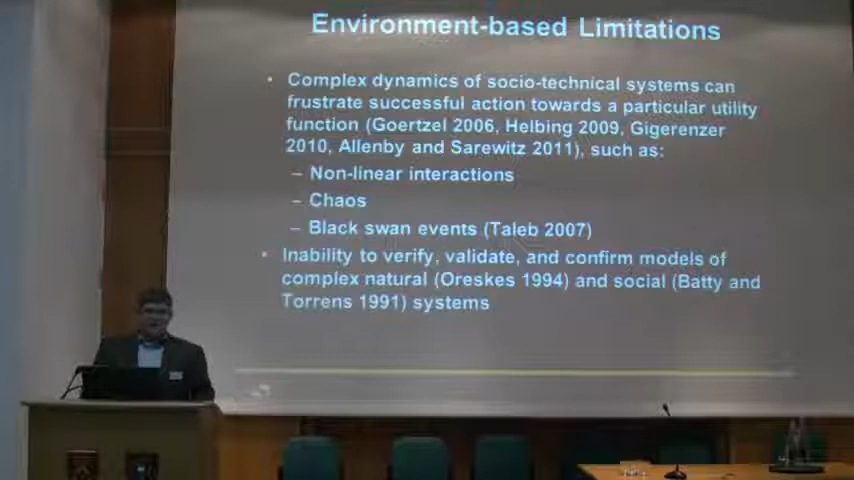 Environment-based Limitations
• Complex dynamics of socio-technical systems can
frustrate successful action towards a particular utility
function (Goertzel 2006, Helbing 2009, Gigerenzer
2010, Allenby and Sarewitz 2011), such as:
– Non-linear interactions
– Chaos
– Black swan events (Taleb 2007)
• Inability to verify, validate, and confirm models of
complex natural (Oreskes 1994) and social (Batty and
Torrens 1991) systems